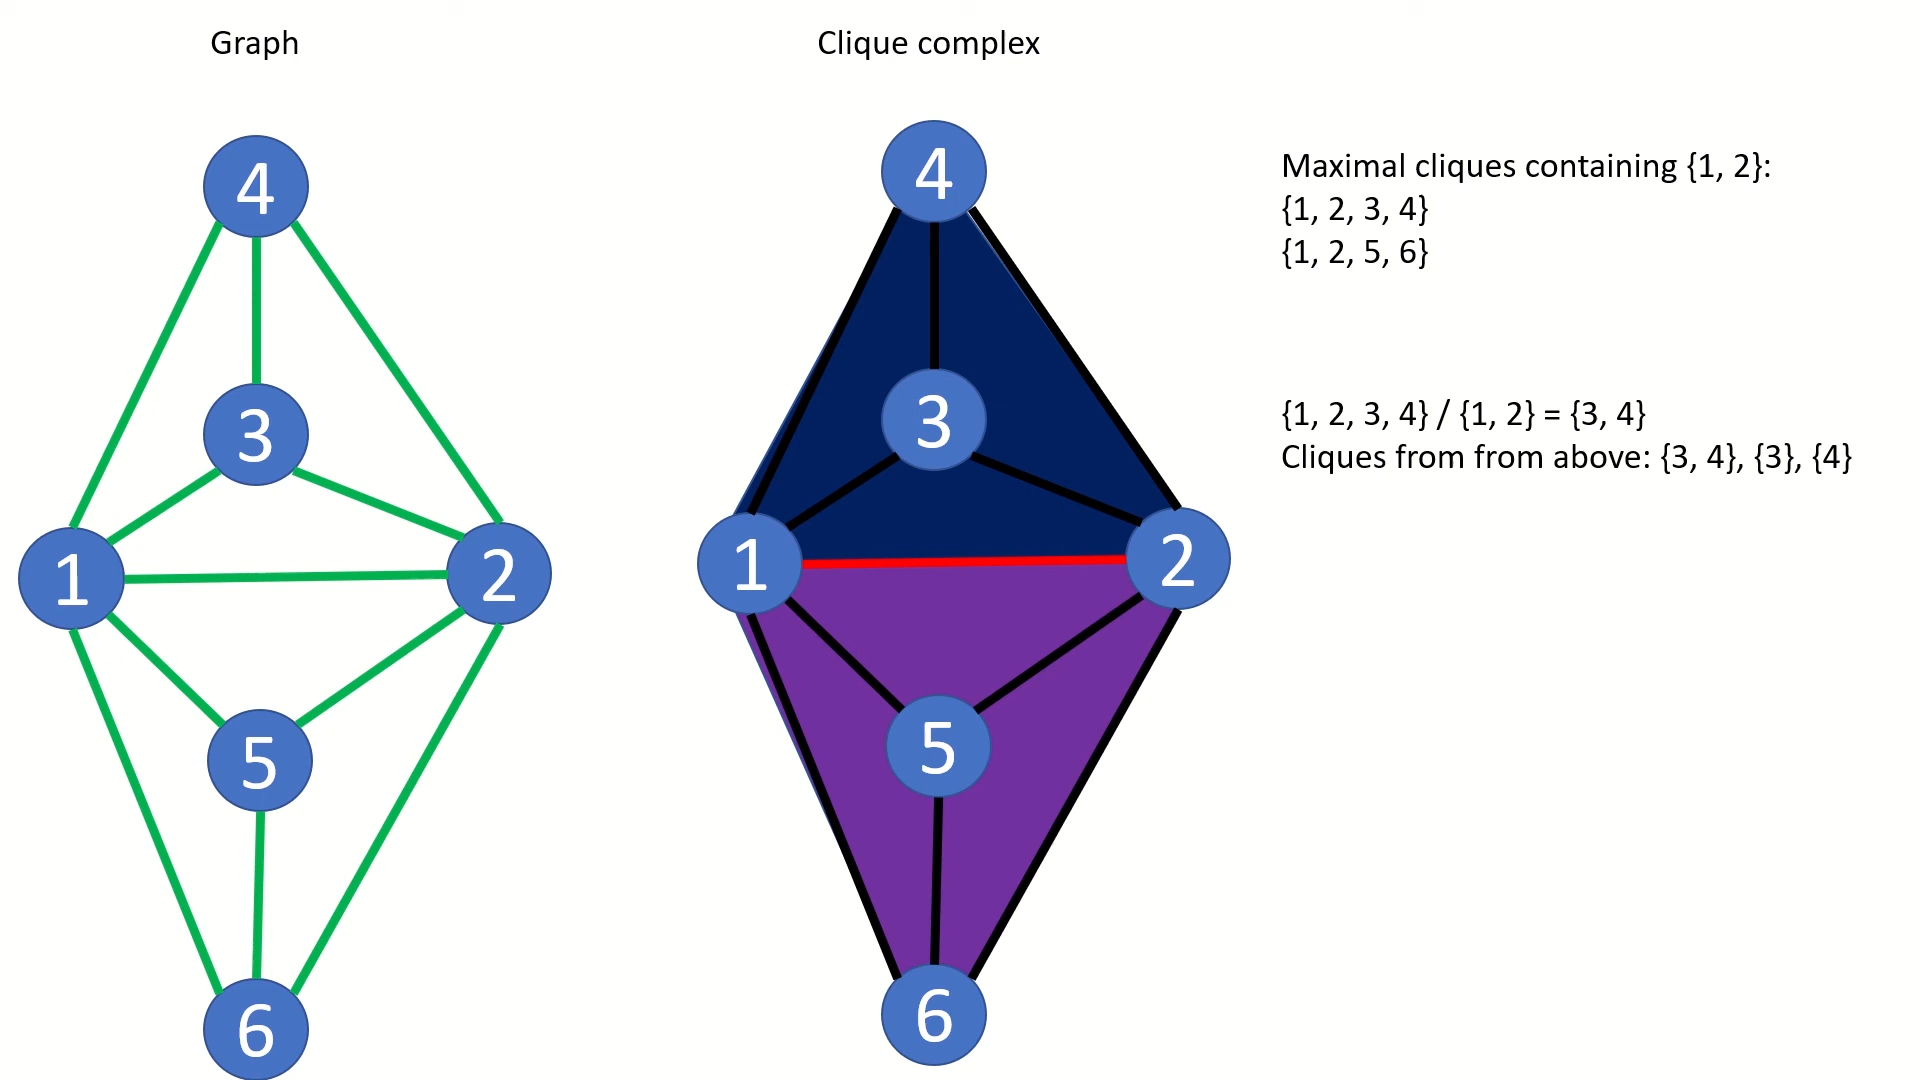 Graph
Clique complex
4
3
1
2
5
6
4
3
1
2
5
6
Maximal cliques containing {1, 2}:
{1, 2, 3, 4}
{1, 2, 5, 6}
{1, 2, 3, 4} / {1, 2} = {3, 4}
Cliques from from above: {3, 4}, {3}, {4}